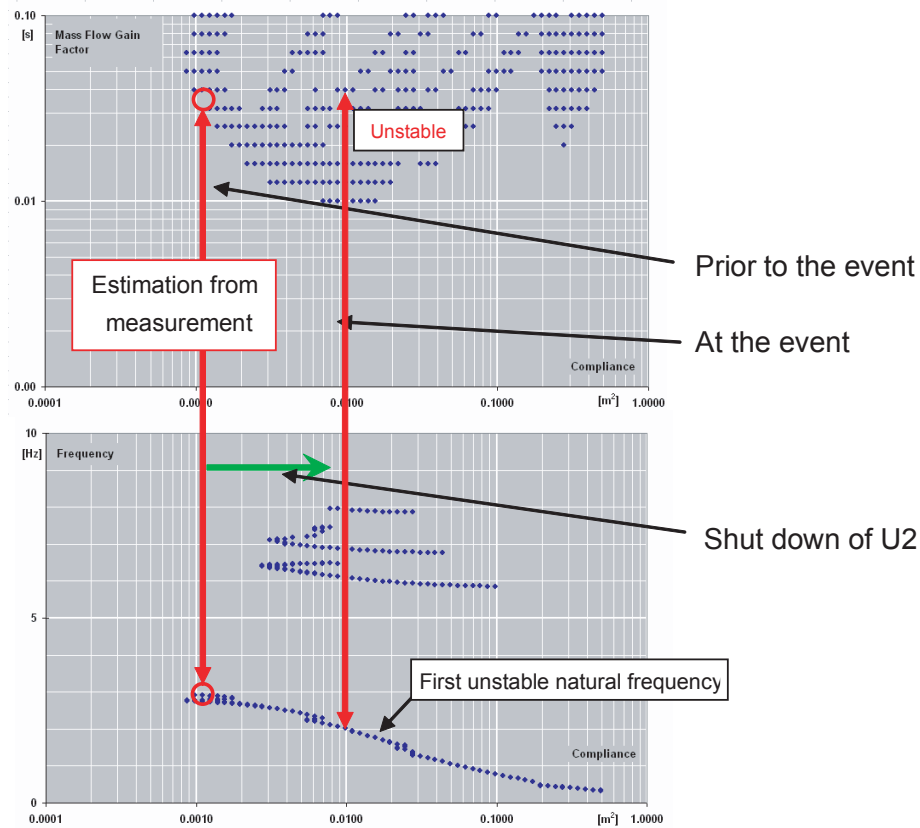 0.10
[s]
Mass Flow Gain
Factor
Unstable
0.01
Prior to the event
Estimation from
measurement
At the event
Compliance
0.00
0.0001
0.0010
0.0100
0.1000
[m²]
1.0000
10
[Hz]
Frequency
Shut down of U2
5
First unstable natural frequency
Compliance
0
0.0001
0.0010
0.0100
0.1000
[m²]
1.0000